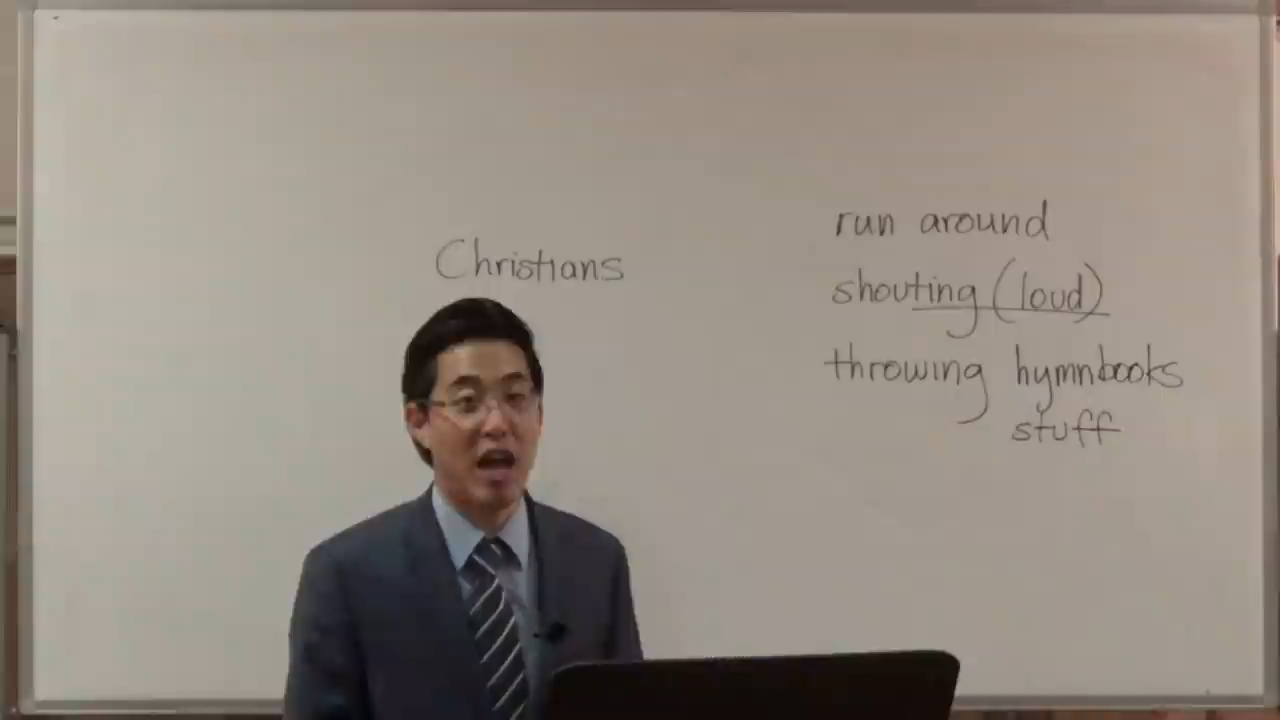 Christians
run around
shouting (loud)
throwing hymnbooks
stuff